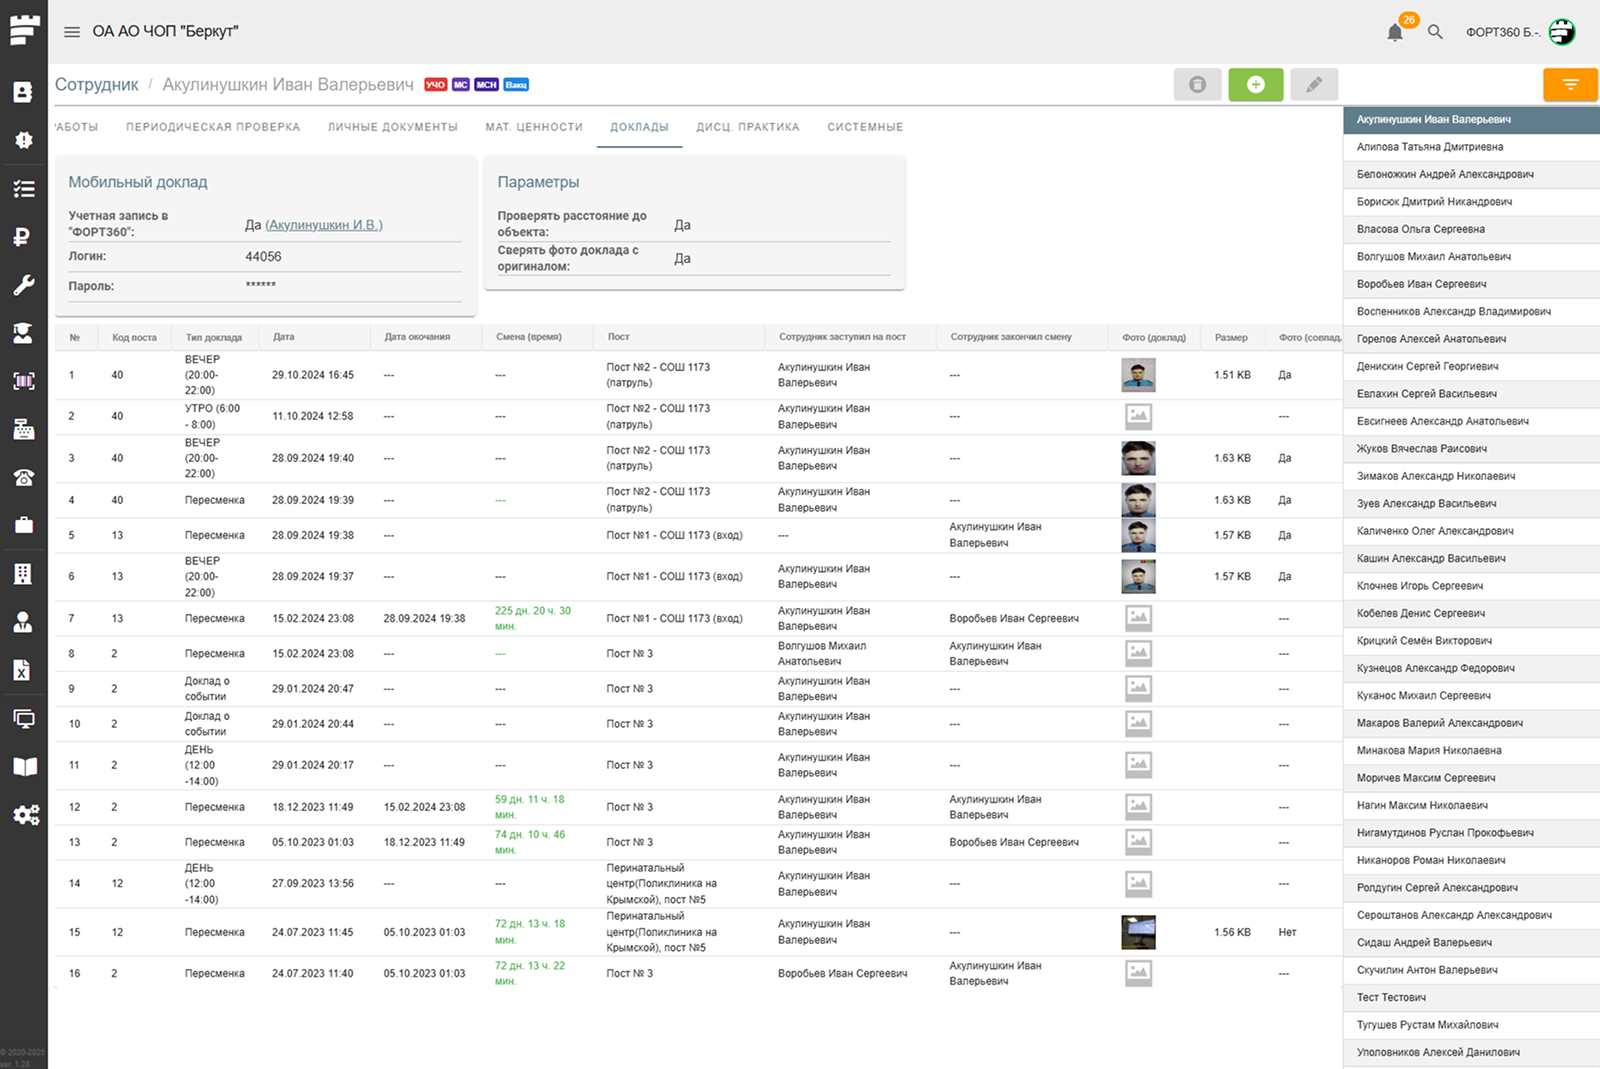 ОА АО ЧОП "Беркут"
26
ФОРТ360 Б.-.
Сотрудник / Акулинушкин Иван Валерьевич УЧО МС МСН Вакц
АБОТЫ ПЕРИОДИЧЕСКАЯ ПРОВЕРКА ЛИЧНЫЕ ДОКУМЕНТЫ МАТ. ЦЕННОСТИ ДОКЛАДЫ ДИСЦ. ПРАКТИКА СИСТЕМНЫЕ
Мобильный доклад
Учетная запись в
"ФОРТ360":
Да (Акулинушкин И.В.)
Логин: 44056
Пароль: ******
Параметры
Проверять расстояние до
объекта:
Да
Сверять фото доклада с
оригиналом:
Да
№ Код поста Тип доклада Дата Дата окочания Смена (время) Пост Сотрудник заступил на пост Сотрудник закончил смену Фото (доклад) Размер Фото (совпад.
1 40 ВЕЧЕР (20:00- 22:00) 29.10.2024 16:45 --- --- Пост №2 - СОШ 1173 (патруль) Акулинушкин Иван Валерьевич --- 1.51 KB Да
2 40 УТРО (6:00 - 8:00) 11.10.2024 12:58 --- --- Пост №2 - СОШ 1173 (патруль) Акулинушкин Иван Валерьевич --- ---
3 40 ВЕЧЕР (20:00- 22:00) 28.09.2024 19:40 --- --- Пост №2 - СОШ 1173 (патруль) Акулинушкин Иван Валерьевич --- 1.63 KB Да
4 40 Пересменка 28.09.2024 19:39 --- --- Пост №2 - СОШ 1173 (патруль) Акулинушкин Иван Валерьевич --- 1.63 KB Да
5 13 Пересменка 28.09.2024 19:38 --- --- Пост №1 - СОШ 1173 (вход) --- Акулинушкин Иван Валерьевич 1.57 KB Да
6 13 ВЕЧЕР (20:00- 22:00) 28.09.2024 19:37 --- --- Пост №1 - СОШ 1173 (вход) Акулинушкин Иван Валерьевич --- 1.57 KB Да
7 13 Пересменка 15.02.2024 23:08 28.09.2024 19:38 225 дн. 20 ч. 30 мин. Пост №1 - СОШ 1173 (вход) Акулинушкин Иван Валерьевич Воробьев Иван Сергеевич ---
8 2 Пересменка 15.02.2024 23:08 --- --- Пост № 3 Волгушов Михаил Анатольевич Акулинушкин Иван Валерьевич ---
9 2 Доклад о событии 29.01.2024 20:47 --- --- Пост № 3 Акулинушкин Иван Валерьевич --- ---
10 2 Доклад о событии 29.01.2024 20:44 --- --- Пост № 3 Акулинушкин Иван Валерьевич --- ---
11 2 ДЕНЬ (12:00 -14:00) 29.01.2024 20:17 --- --- Пост № 3 Акулинушкин Иван Валерьевич --- ---
12 2 Пересменка 18.12.2023 11:49 15.02.2024 23:08 59 дн. 11 ч. 18 мин. Пост № 3 Акулинушкин Иван Валерьевич Акулинушкин Иван Валерьевич ---
13 2 Пересменка 05.10.2023 01:03 18.12.2023 11:49 74 дн. 10 ч. 46 мин. Пост № 3 Акулинушкин Иван Валерьевич Воробьев Иван Сергеевич ---
14 12 ДЕНЬ (12:00 -14:00) 27.09.2023 13:56 --- --- Перинатальный центр(Поликлиника на Крымской), пост №5 Акулинушкин Иван Валерьевич --- ---
15 12 Пересменка 24.07.2023 11:45 05.10.2023 01:03 72 дн. 13 ч. 18 мин. Перинатальный центр(Поликлиника на Крымской), пост №5 Акулинушкин Иван Валерьевич --- 1.56 KB Нет
16 2 Пересменка 24.07.2023 11:40 05.10.2023 01:03 72 дн. 13 ч. 22 мин. Пост № 3 Воробьев Иван Сергеевич Акулинушкин Иван Валерьевич ---
Акулинушкин Иван Валерьевич
Алипова Татьяна Дмитриевна
Белоножкин Андрей Александрович
Борисюк Дмитрий Никандрович
Власова Ольга Сергеевна
Волгушов Михаил Анатольевич
Воробьев Иван Сергеевич
Воспенников Александр Владимирович
Горелов Алексей Анатольевич
Денискин Сергей Георгиевич
Евлахин Сергей Васильевич
Евсигнеев Александр Анатольевич
Жуков Вячеслав Раисович
Зимаков Александр Николаевич
Зуев Александр Васильевич
Каличенко Олег Александрович
Кашин Александр Васильевич
Клочнев Игорь Сергеевич
Кобелев Денис Сергеевич
Крицкий Семён Викторович
Кузнецов Александр Федорович
Куканос Михаил Сергеевич
Макаров Валерий Александрович
Минакова Мария Николаевна
Моричев Максим Сергеевич
Нагин Максим Николаевич
Нигамутдинов Руслан Прокофьевич
Никаноров Роман Николаевич
Ролдугин Сергей Александрович
Сероштанов Александр Александрович
Сидаш Андрей Валерьевич
Скучилин Антон Валерьевич
Тест Тестович
Тугушев Рустам Михайлович
Уполовников Алексей Данилович
© 2020-2025
ver. 1.28